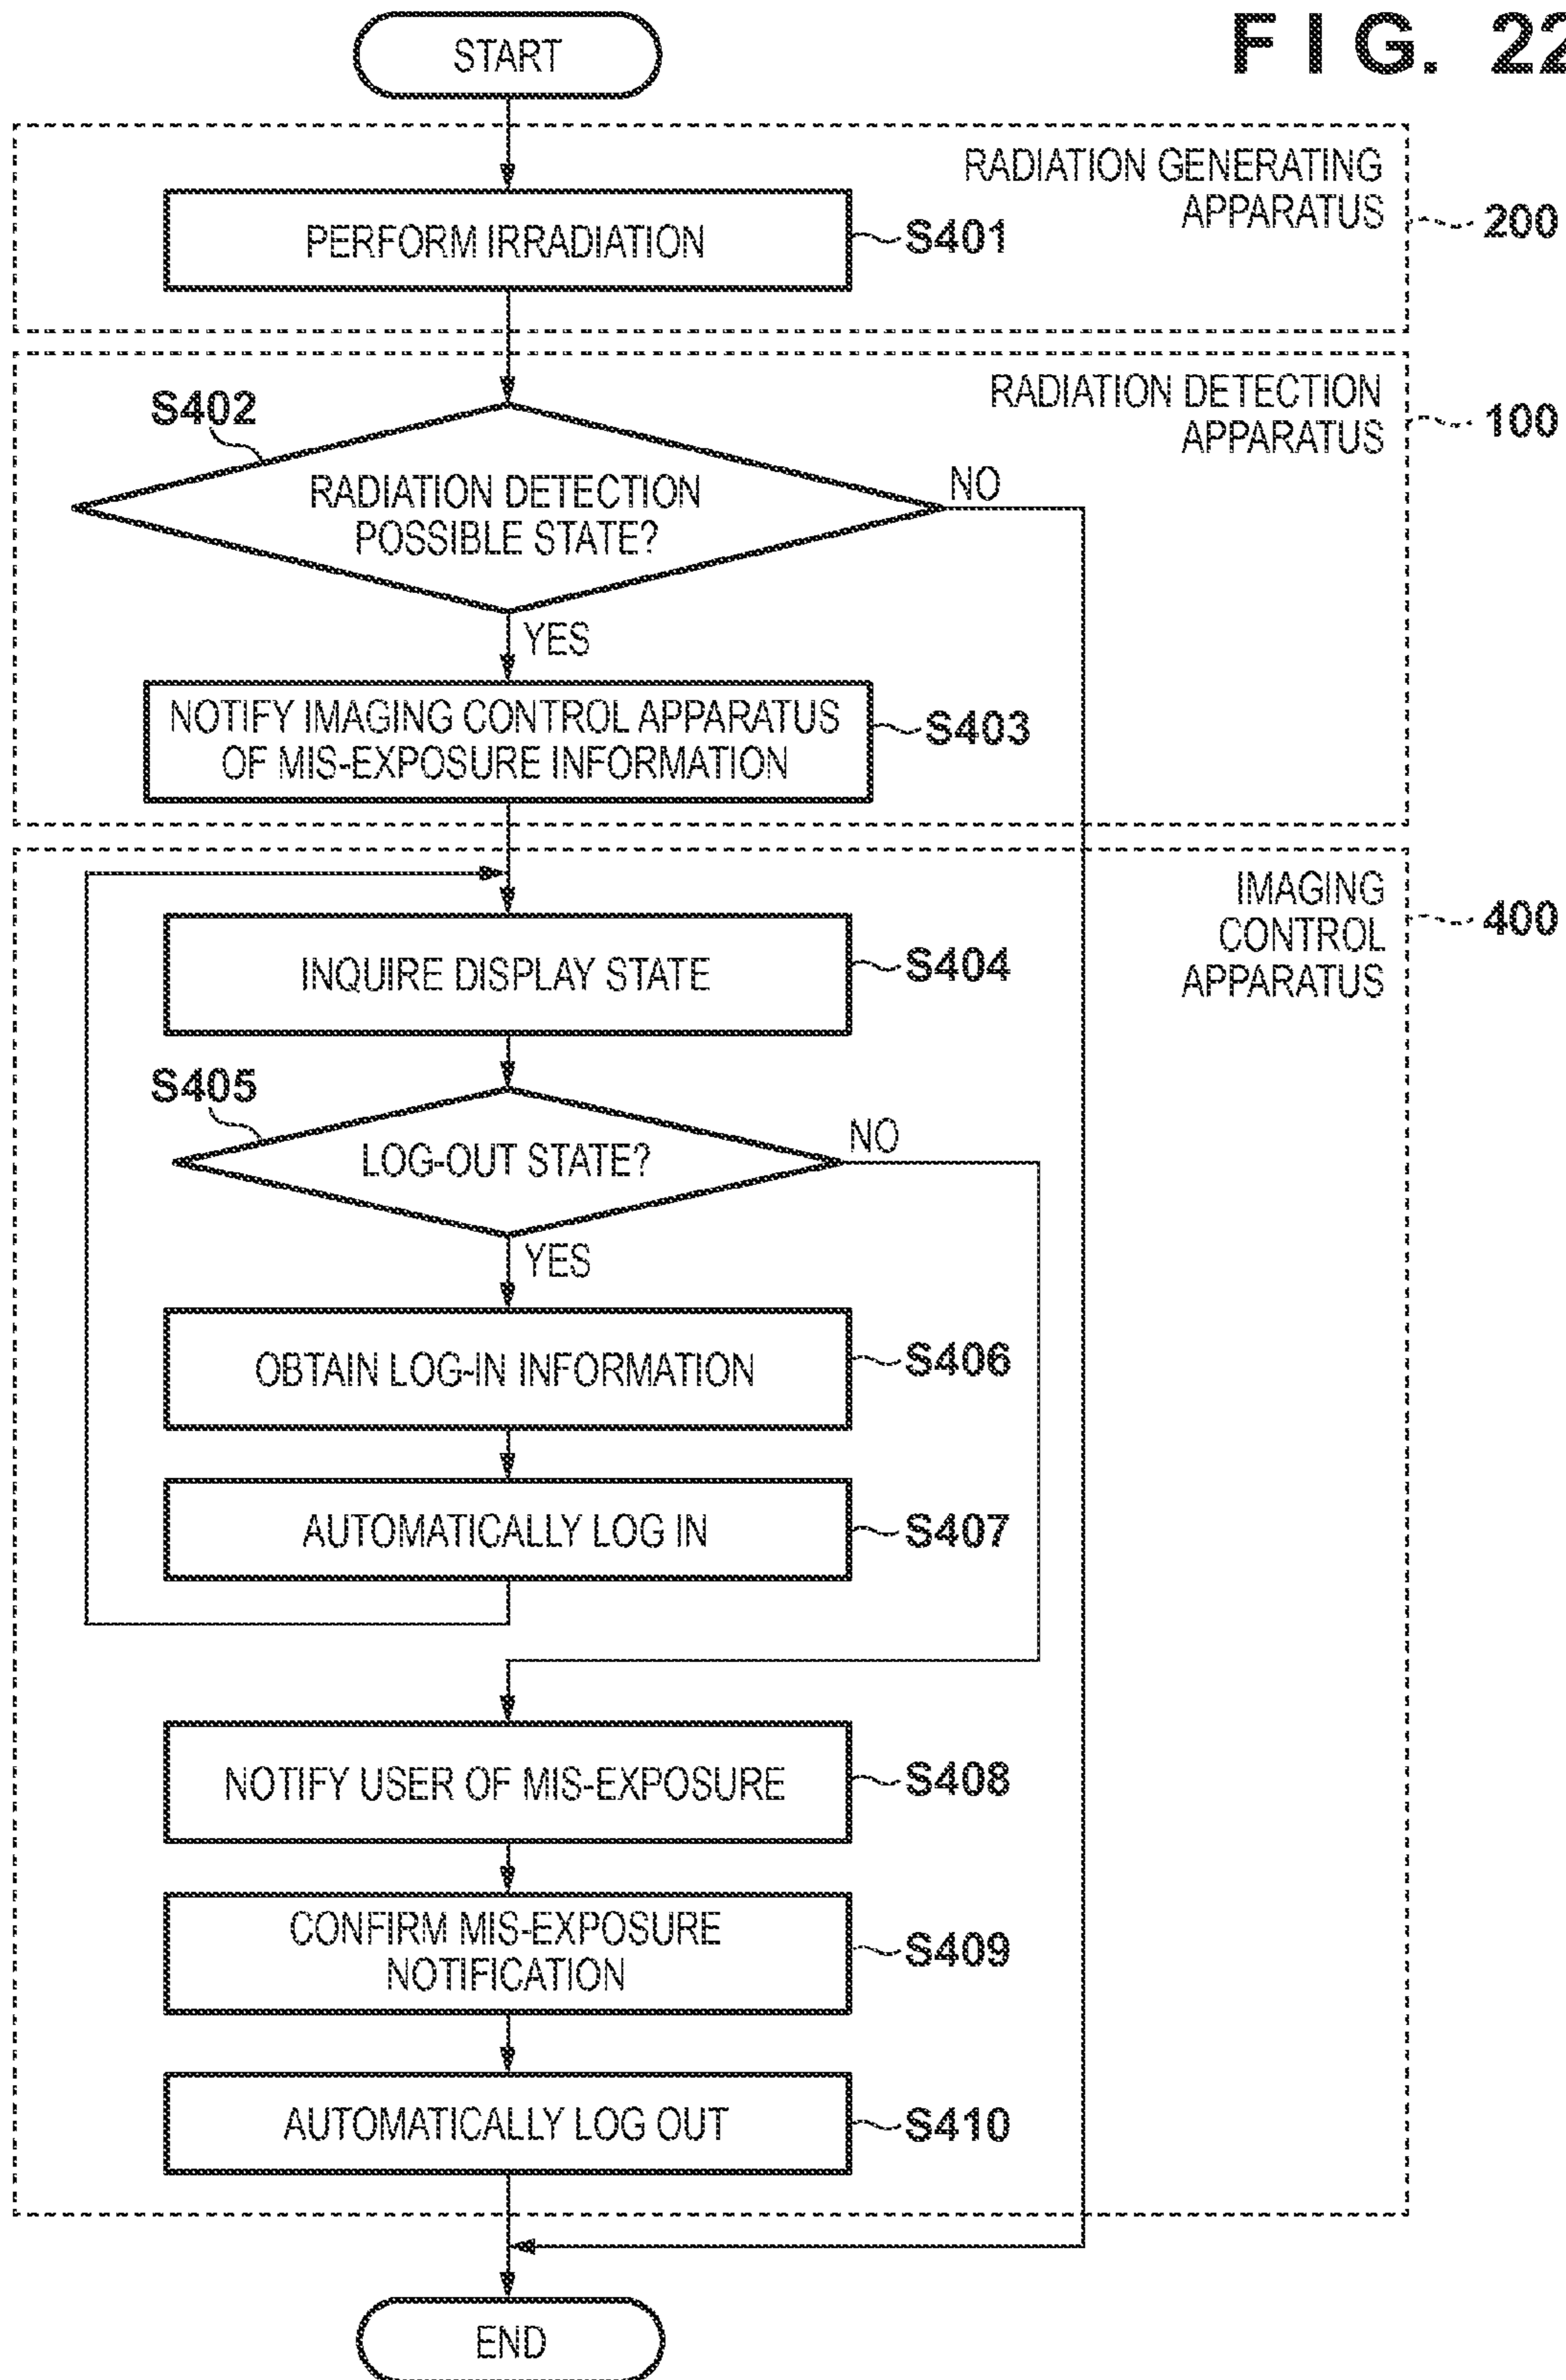 FIG. 22
START
RADIATION GENERATING
APPARATUS
200
PERFORM IRRADIATION
S401
RADIATION DETECTION
APPARATUS
100
S402
RADIATION DETECTION
POSSIBLE STATE?
NO
YES
NOTIFY IMAGING CONTROL APPARATUS
OF MIS-EXPOSURE INFORMATION
S403
IMAGING
CONTROL
APPARATUS
400
INQUIRE DISPLAY STATE
S404
S405
LOG-OUT STATE?
NO
YES
OBTAIN LOG-IN INFORMATION
S406
AUTOMATICALLY LOG IN
S407
NOTIFY USER OF MIS-EXPOSURE
S408
CONFIRM MIS-EXPOSURE
NOTIFICATION
S409
AUTOMATICALLY LOG OUT
S410
END